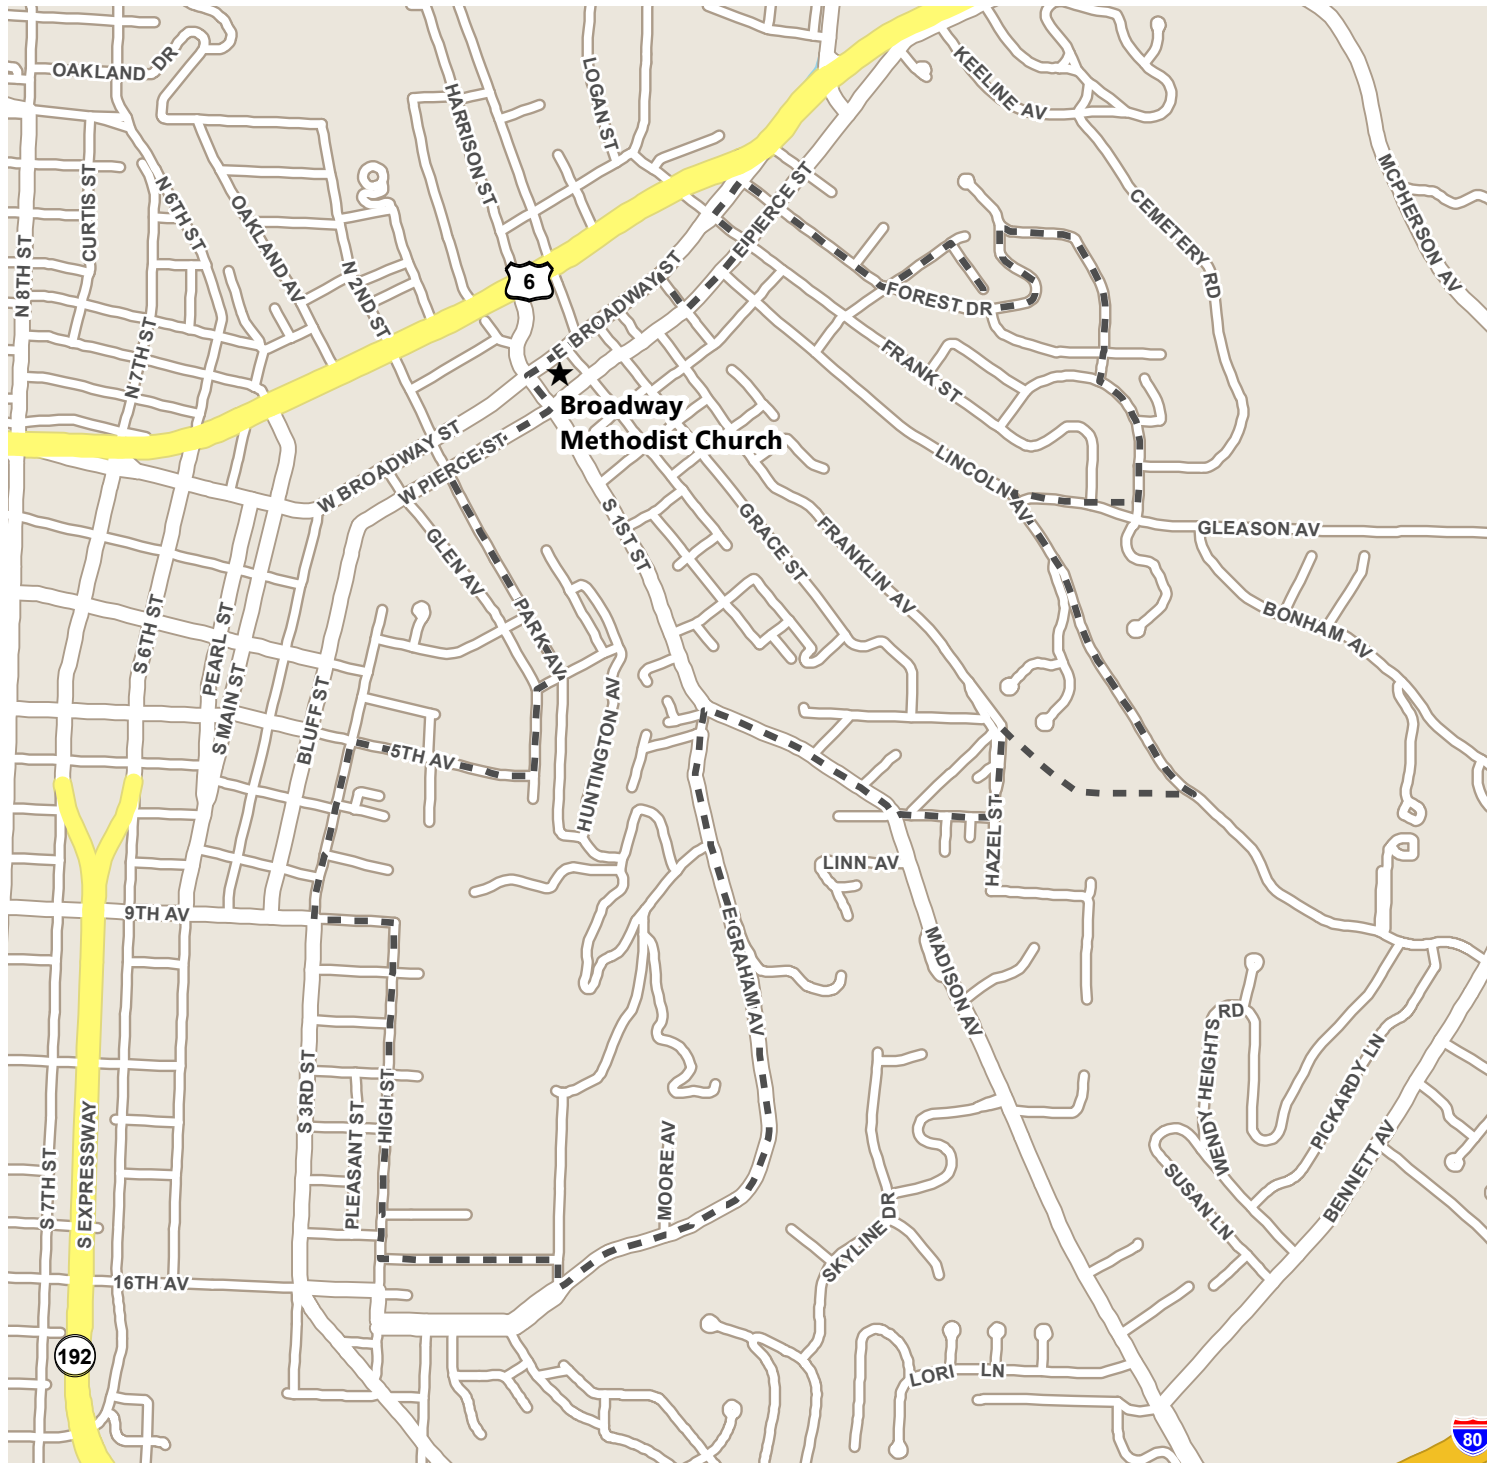 OAKLAND DR
HARRISON ST
LOGAN ST
KEELINE AV
MCPHERSON AV
CURTIS ST
N 6TH ST
OAKLAND AV
N 2ND ST
N 8TH ST
N 7TH ST
6
E PIERCE ST
CEMETERY RD
E BROADWAY ST
FOREST DR
FRANK ST
Broadway
Methodist Church
W BROADWAY ST
W PIERCE ST
LINCOLN AV
GLEASON AV
S 1ST ST
GRACE ST
FRANKLIN AV
GLEN AV
PARK AV
BONHAM AV
S 6TH ST
PEARL ST
S MAIN ST
BLUFF ST
5TH AV
HUNTINGTON AV
HAZEL ST
LINN AV
9TH AV
E GRAHAM AV
MADISON AV
WENDY HEIGHTS RD
PICKARDY LN
S 3RD ST
PLEASANT ST
HIGH ST
MOORE AV
S 7TH ST
S EXPRESSWAY
SKYLINE DR
SUSAN LN
BENNETT AV
16TH AV
192
LORI LN
80